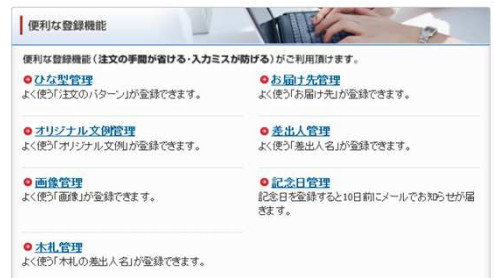 便利な登録機能
便利な登録機能(注文の手間が省ける・入力ミスが防げる)がご利用頂けます。
ひな型管理
よく使う「注文のパターン」が登録できます。
お届け先管理
よく使う「お届け先」が登録できます。
オリジナル文例管理
よく使う「オリジナル文例」が登録できます。
差出人管理
よく使う「差出人名」が登録できます。
画像管理
よく使う「画像」が登録できます。
記念日管理
記念日を登録すると10日前にメールでお知らせが届
きます。
木札管理
よく使う「木札の差出人名」が登録できます。